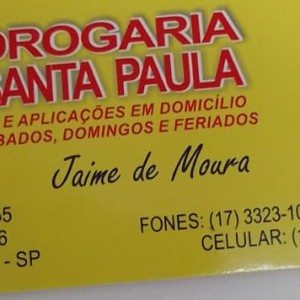 DROGARIA
SANTA PAULA
E APLICAÇÕES EM DOMICÍLIO
BADOS, DOMINGOS E FERIADOS
Jaime de Moura
55
FONES: (17) 3323-10
6
CELULAR: (1
- SP